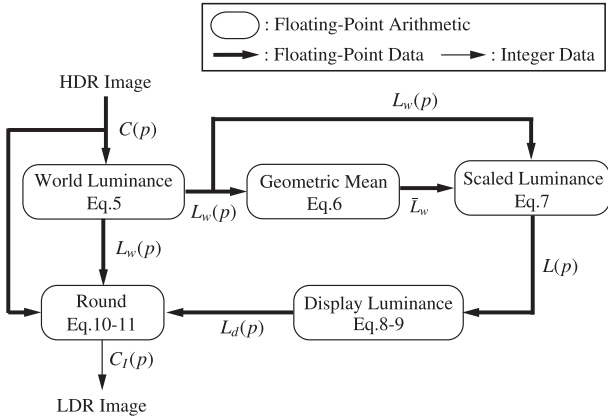 : Floating-Point Arithmetic
: Floating-Point Data
: Integer Data
HDR Image
C(p)
L_w(p)
World Luminance
Eq.5
L_w(p)
Geometric Mean
Eq.6
L̄_w
Scaled Luminance
Eq.7
L_w(p)
L(p)
Round
Eq.10-11
L_d(p)
Display Luminance
Eq.8-9
C_I(p)
LDR Image